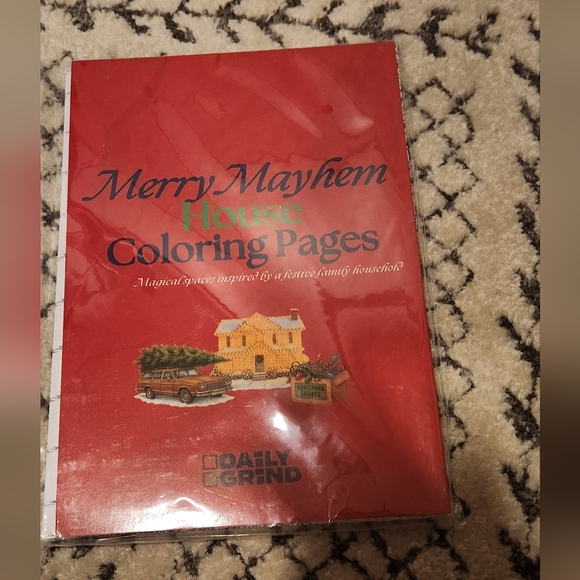 Merry Mayhem
House
Coloring Pages
Magical spaces inspired by a festive family household
CHRISTMAS
LIGHTS
DAILY
GRIND